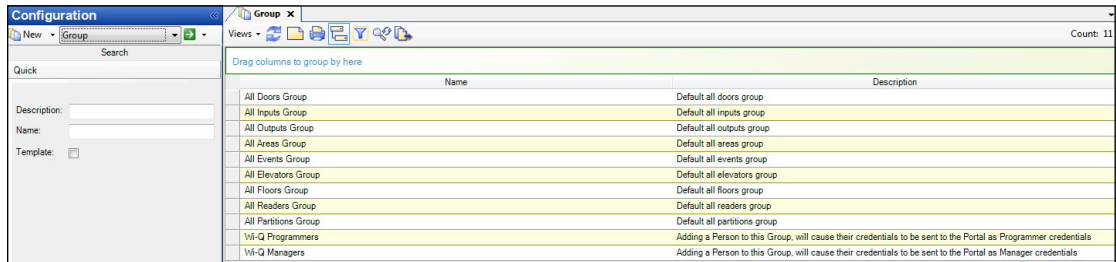 Configuration «
New Group
Search
Quick
Description:
Name:
Template:
Group X
Views Count: 11
Drag columns to group by here
Name Description
All Doors Group Default all doors group
All Inputs Group Default all inputs group
All Outputs Group Default all outputs group
All Areas Group Default all areas group
All Events Group Default all events group
All Elevators Group Default all elevators group
All Floors Group Default all floors group
All Readers Group Default all readers group
All Partitions Group Default all partitions group
Wi-Q Programmers Adding a Person to this Group, will cause their credentials to be sent to the Portal as Programmer credentials
Wi-Q Managers Adding a Person to this Group, will cause their credentials to be sent to the Portal as Manager credentials